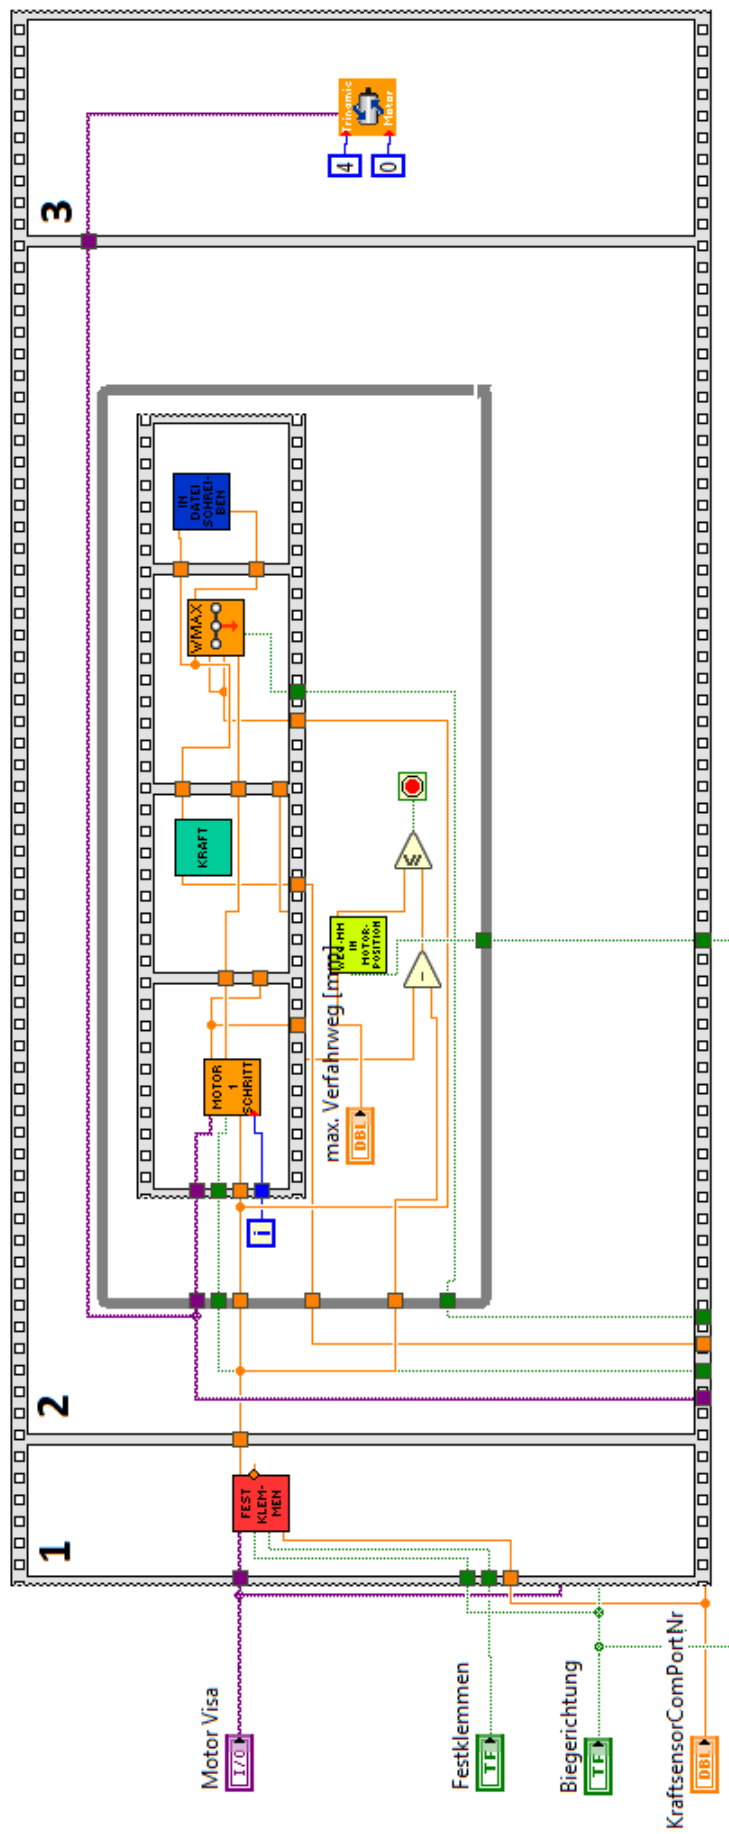 1
2
3
Motor Visa
I/O
Festklemmen
TF
Biegerichtung
TF
KraftsensorComPortNr
DBL
FEST
KLEM-
MEN
i
MOTOR
1
SCHRITT
KRAFT
WMAX
IN
DATEI
SCHREI-
BEN
max. Verfahrweg [mm]
DBL
IN
MOTOR-
POSITION
-
4
0
Trinamic
Motor